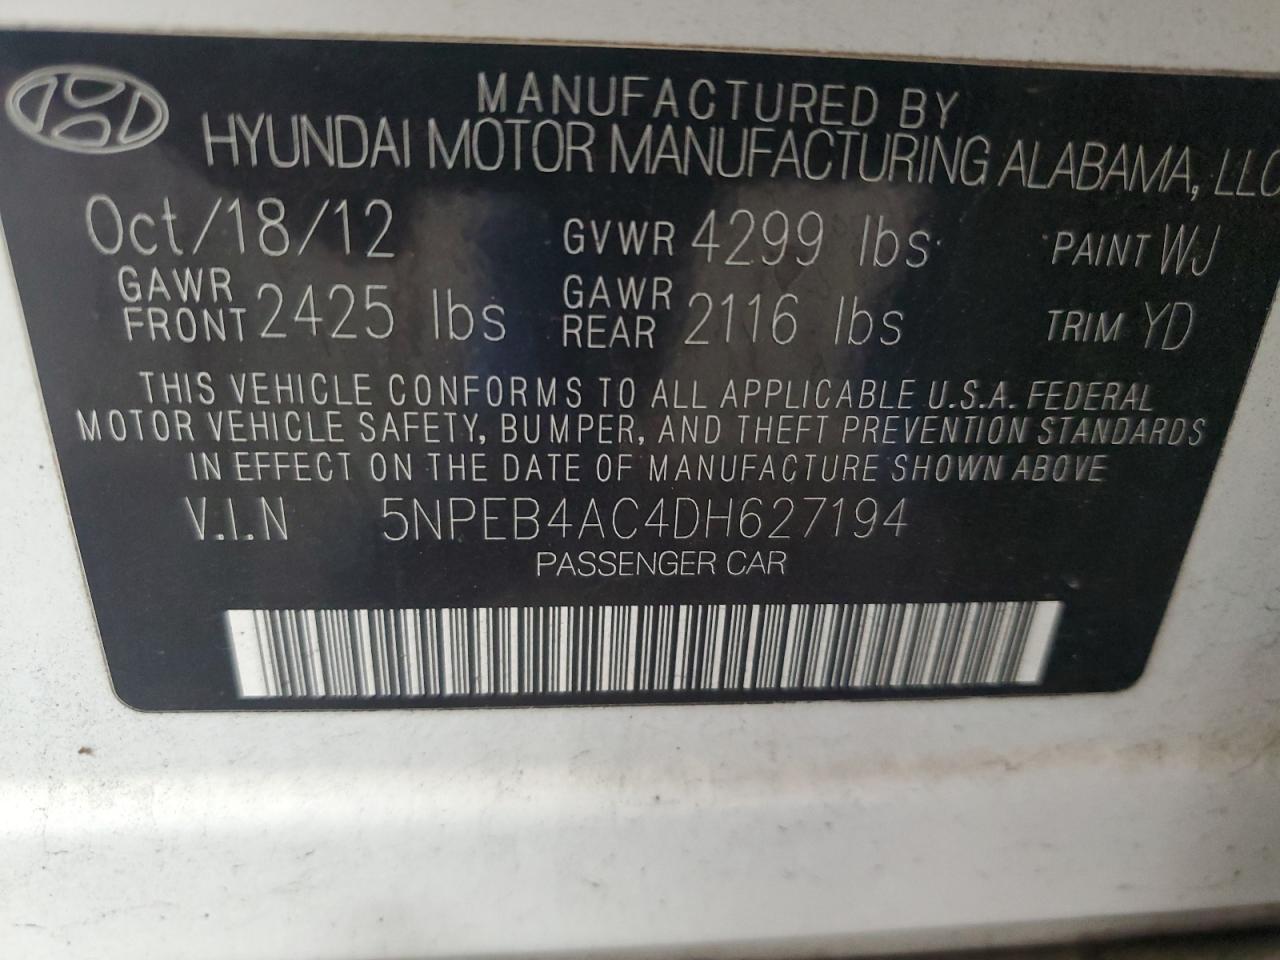 MANUFACTURED BY
HYUNDAI MOTOR MANUFACTURING ALABAMA, LLC
Oct/18/12 GVWR 4299 lbs PAINT WJ
GAWR FRONT 2425 lbs GAWR REAR 2116 lbs TRIM YD
THIS VEHICLE CONFORMS TO ALL APPLICABLE U.S.A. FEDERAL
MOTOR VEHICLE SAFETY, BUMPER, AND THEFT PREVENTION STANDARDS
IN EFFECT ON THE DATE OF MANUFACTURE SHOWN ABOVE
V.I.N 5NPEB4AC4DH627194
PASSENGER CAR